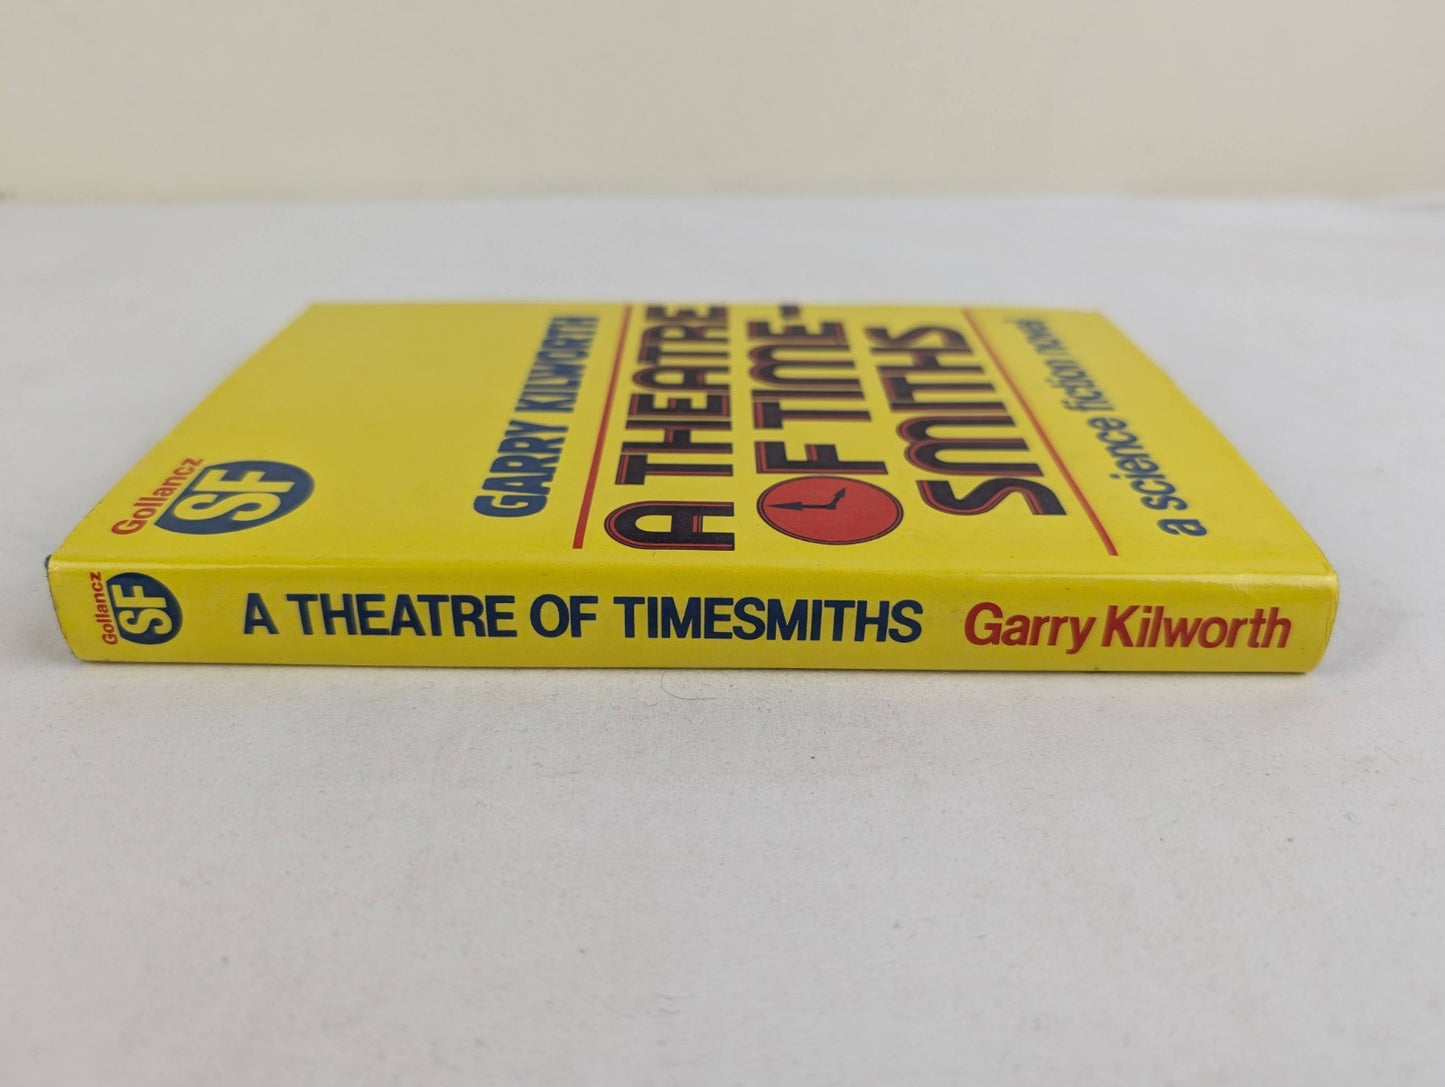 GARRY KILWORTH
A THEATRE
OF TIME-
SMITHS
a science fiction novel
Gollancz
SF
Gollancz
SF
A THEATRE OF TIMESMITHS
Garry Kilworth